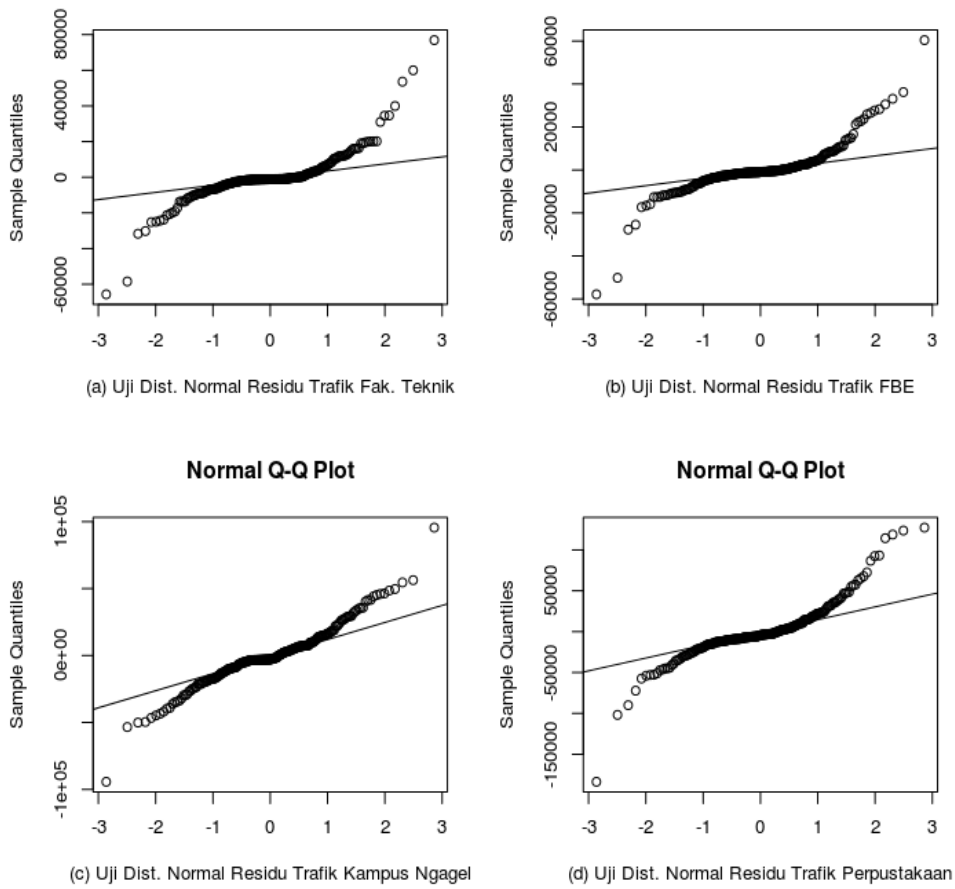 Sample Quantiles
80000
40000
0
-60000
-3 -2 -1 0 1 2 3
(a) Uji Dist. Normal Residu Trafik Fak. Teknik
Sample Quantiles
60000
20000
-20000
-60000
-3 -2 -1 0 1 2 3
(b) Uji Dist. Normal Residu Trafik FBE
Normal Q-Q Plot
Sample Quantiles
1e+05
0e+00
-1e+05
-3 -2 -1 0 1 2 3
(c) Uji Dist. Normal Residu Trafik Kampus Ngagel
Normal Q-Q Plot
Sample Quantiles
50000
-50000
-150000
-3 -2 -1 0 1 2 3
(d) Uji Dist. Normal Residu Trafik Perpustakaan